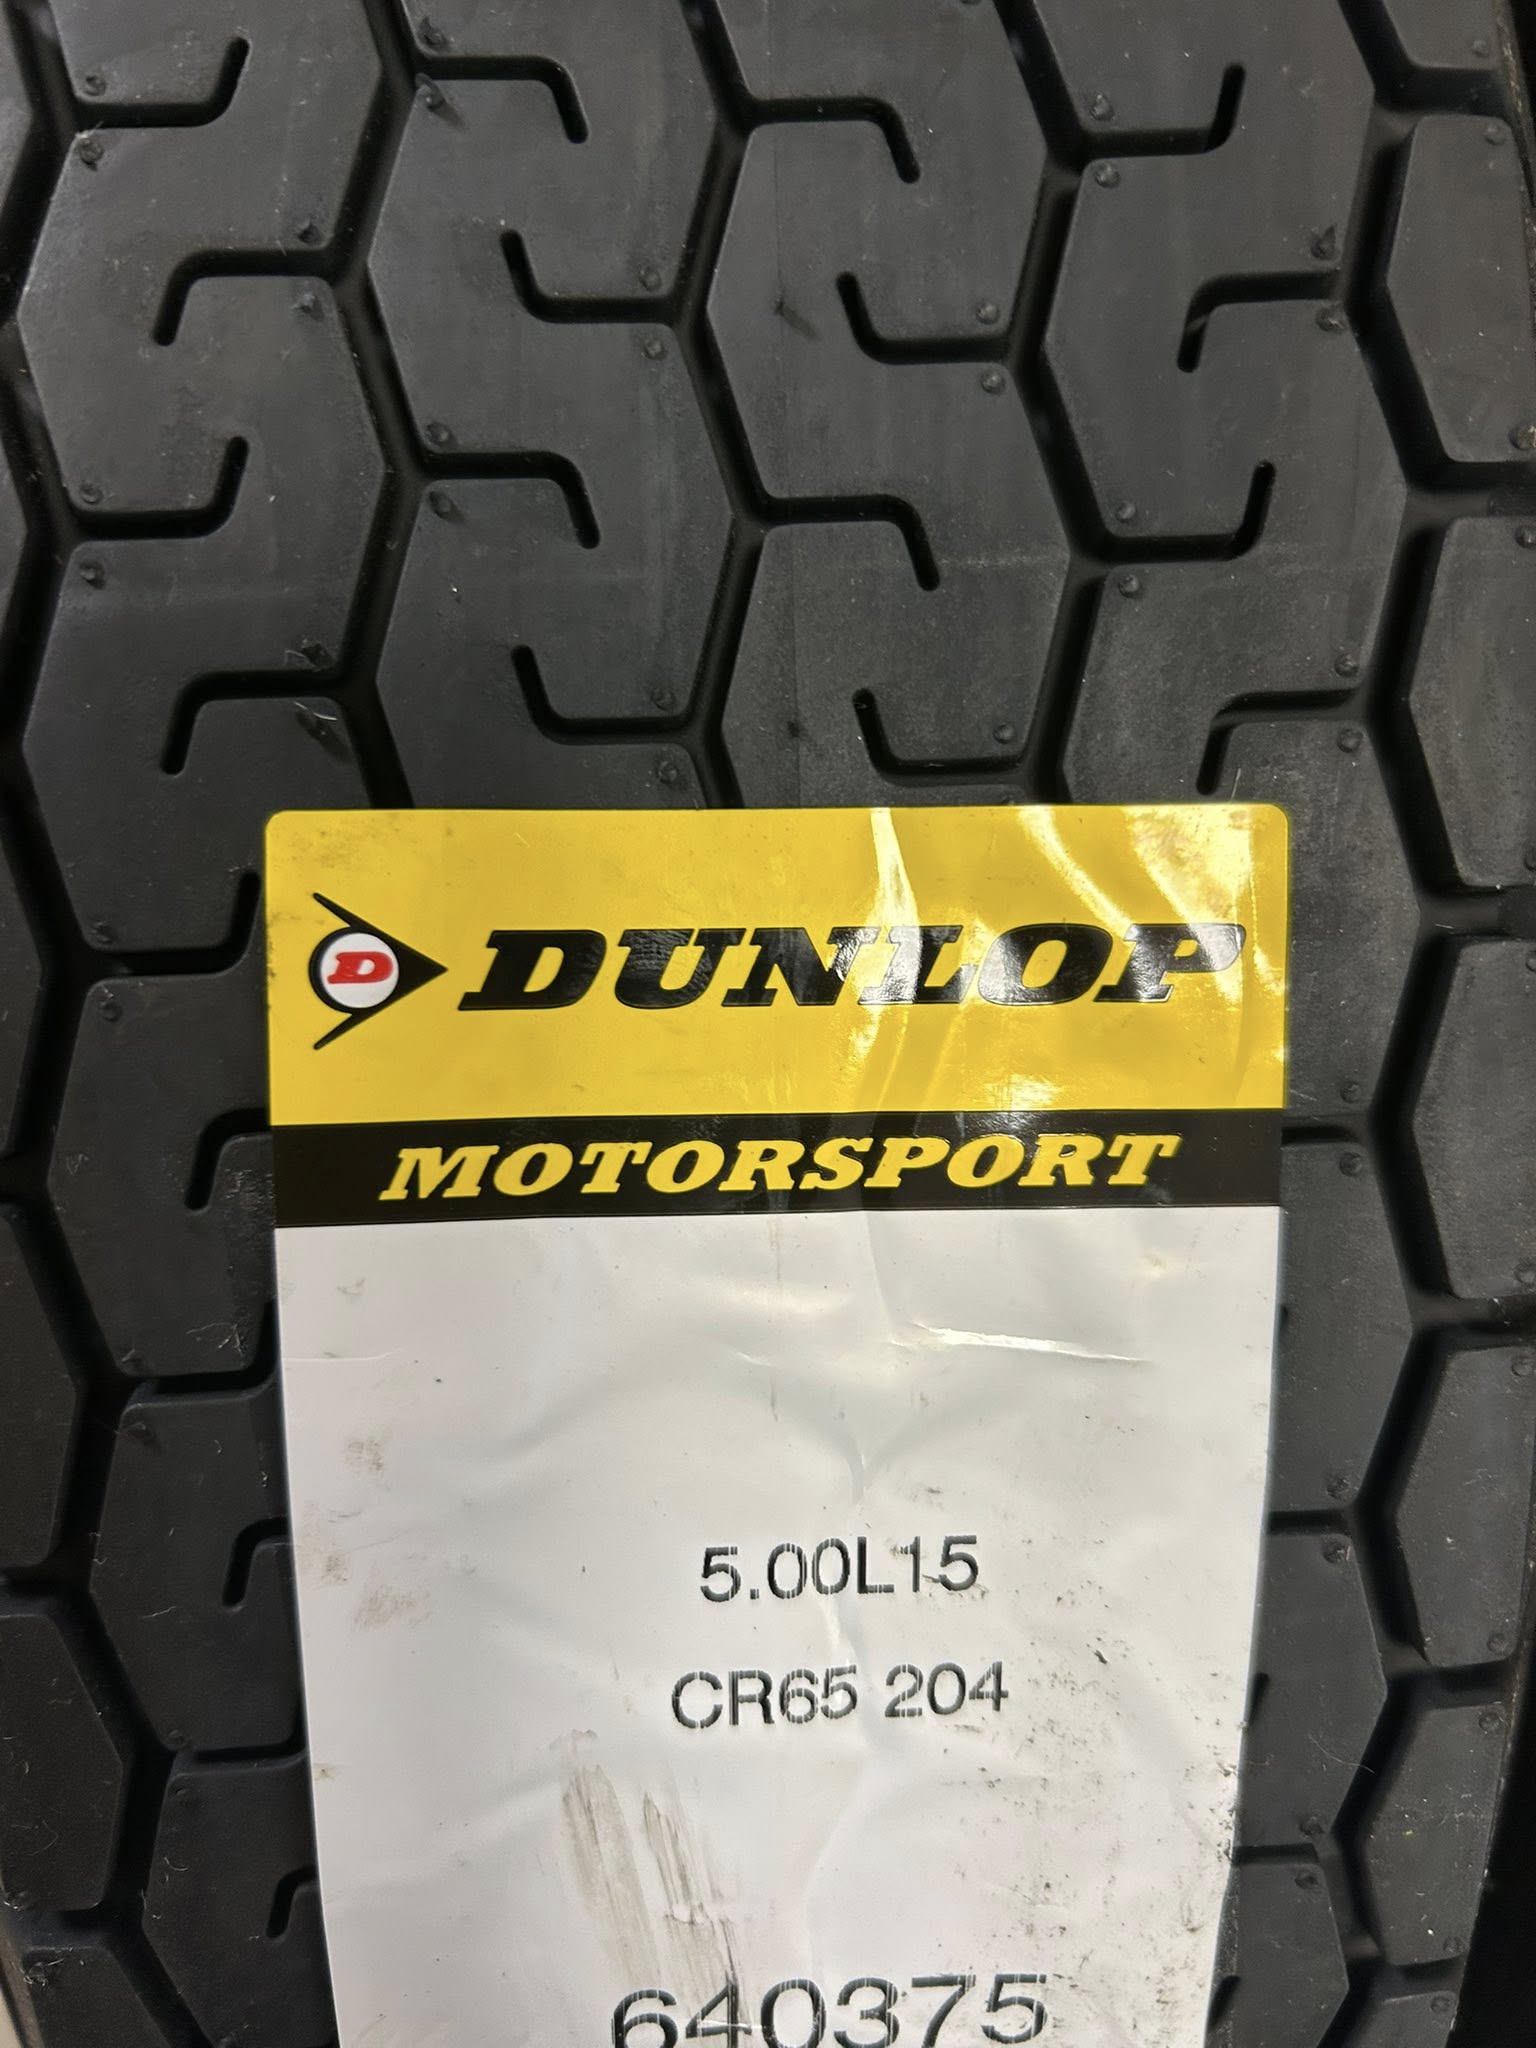 D DUNLOP
MOTORSPORT
5.00L15
CR65 204
640375